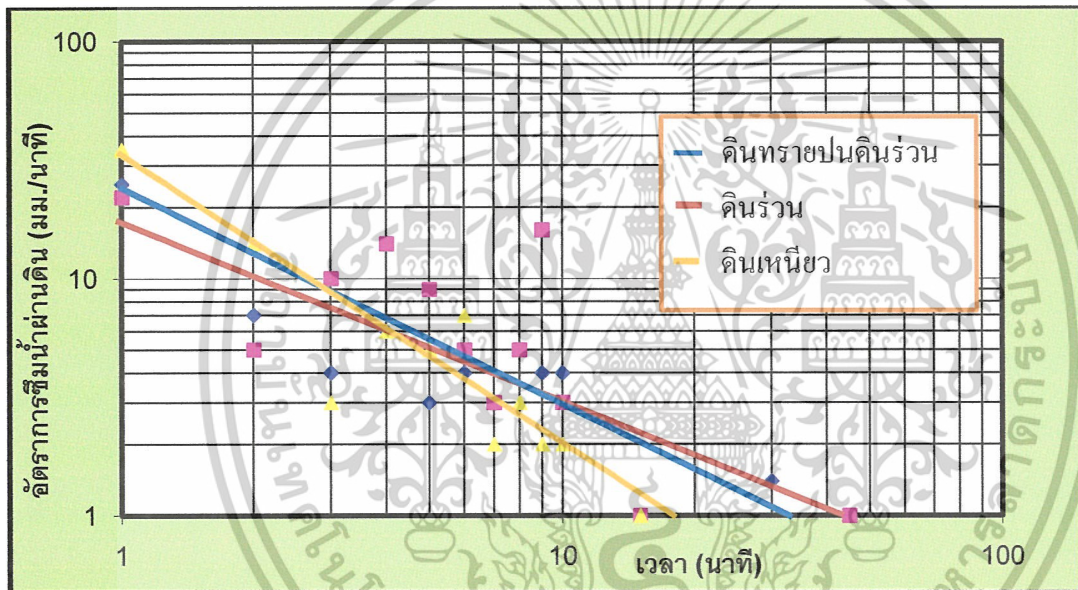 100
10
1
อัตราการซึมน้ำผ่านดิน (มม./นาที)
ดินทรายปนดินร่วน
ดินร่วน
ดินเหนียว
1
10
100
เวลา (นาที)